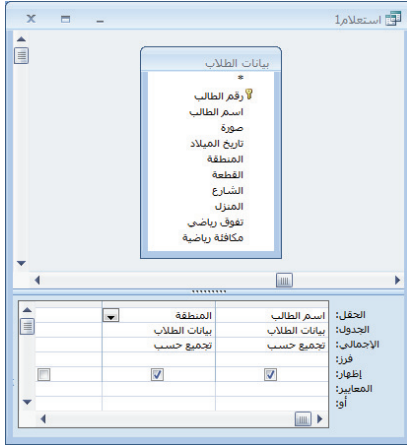 استعلام1
بيانات الطلاب
*
رقم الطالب
اسم الطالب
صورة
تاريخ الميلاد
المنطقة
القطعة
الشارع
المنزل
تفوق رياضي
مكافئة رياضية
الحقل: اسم الطالب المنطقة
الجدول: بيانات الطلاب بيانات الطلاب
الإجمالي: تجميع حسب تجميع حسب
فرز:
إظهار:
المعايير:
أو: